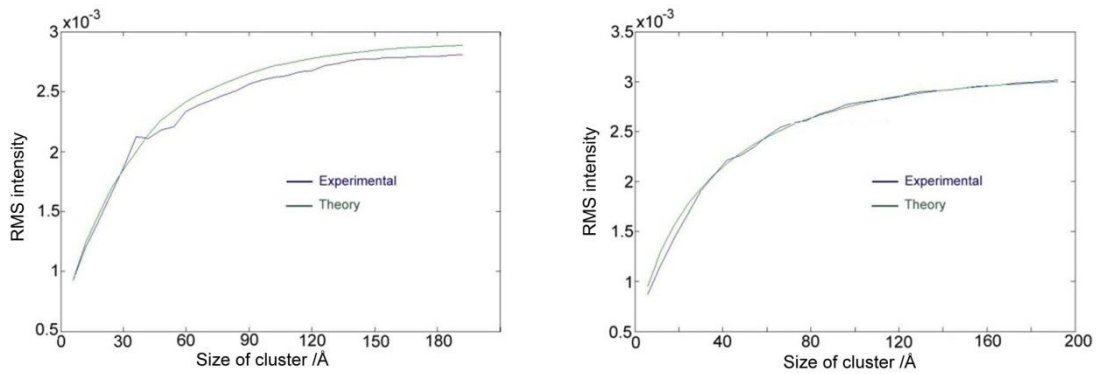 ×10⁻³
3
2.5
2
1.5
1
0.5
RMS intensity
Experimental
Theory
0 30 60 90 120 150 180
Size of cluster /Å
×10⁻³
3.5
3
2.5
2
1.5
1
0.5
RMS intensity
Experimental
Theory
0 40 80 120 160 200
Size of cluster /Å